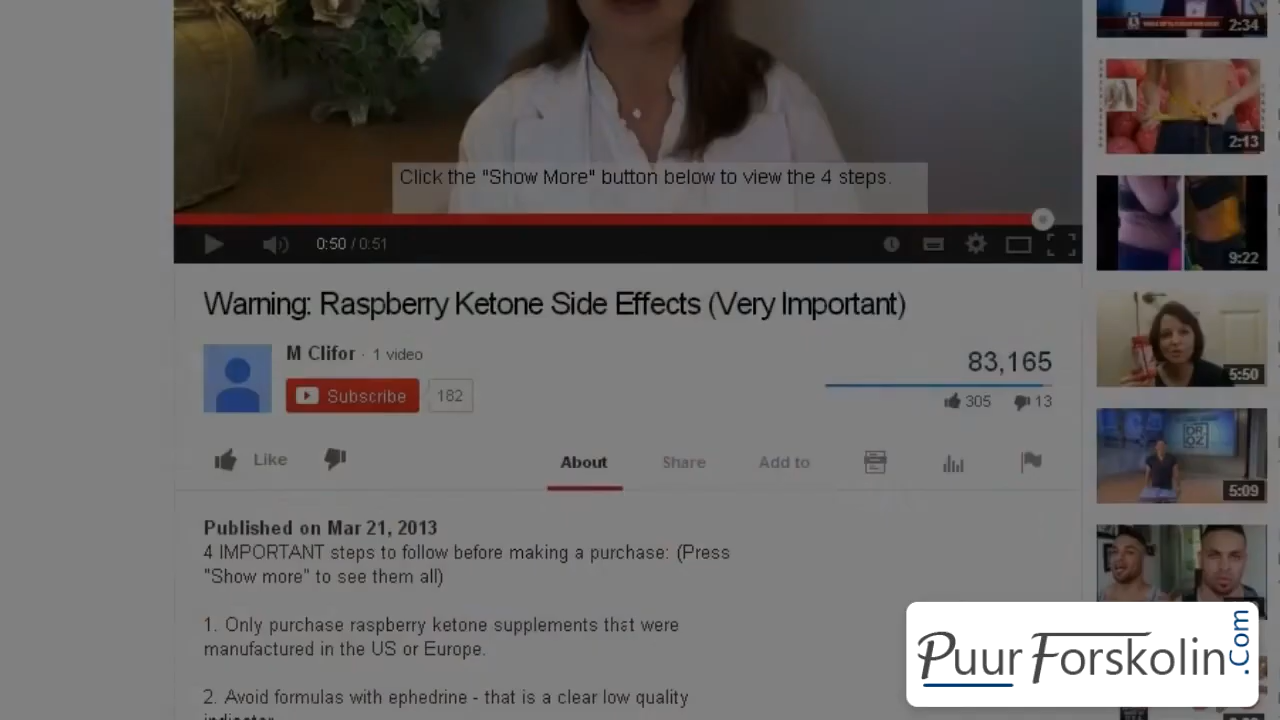 2:34
2:13
Click the "Show More" button below to view the 4 steps.
0:50 / 0:51
9:22
Warning: Raspberry Ketone Side Effects (Very Important)
M Clifor · 1 video
83,165
Subscribe 182
305 13
5:50
Like
About Share Add to
DR OZ
5:09
Published on Mar 21, 2013
4 IMPORTANT steps to follow before making a purchase: (Press
"Show more" to see them all)
1. Only purchase raspberry ketone supplements that were
manufactured in the US or Europe.
2. Avoid formulas with ephedrine - that is a clear low quality
PuurForskolin.Com